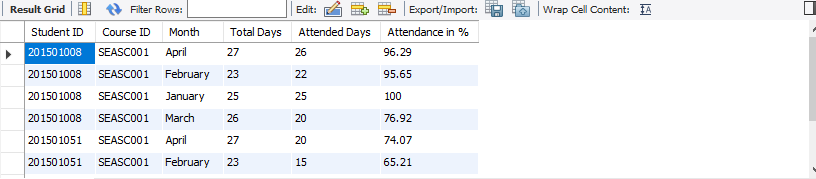 Result Grid Filter Rows: Edit: Export/Import: Wrap Cell Content: IA
Student ID Course ID Month Total Days Attended Days Attendance in %
201501008 SEASC001 April 27 26 96.29
201501008 SEASC001 February 23 22 95.65
201501008 SEASC001 January 25 25 100
201501008 SEASC001 March 26 20 76.92
201501051 SEASC001 April 27 20 74.07
201501051 SEASC001 February 23 15 65.21